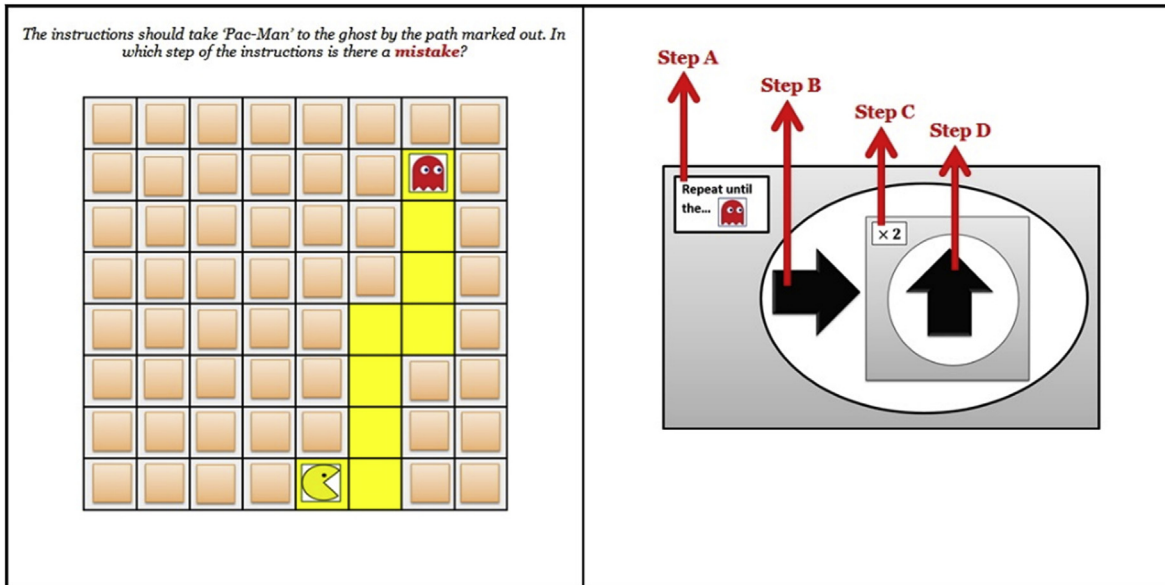 The instructions should take ‘Pac-Man’ to the ghost by the path marked out. In
which step of the instructions is there a mistake?
Step A
Step B
Step C
Step D
Repeat until
the...
× 2